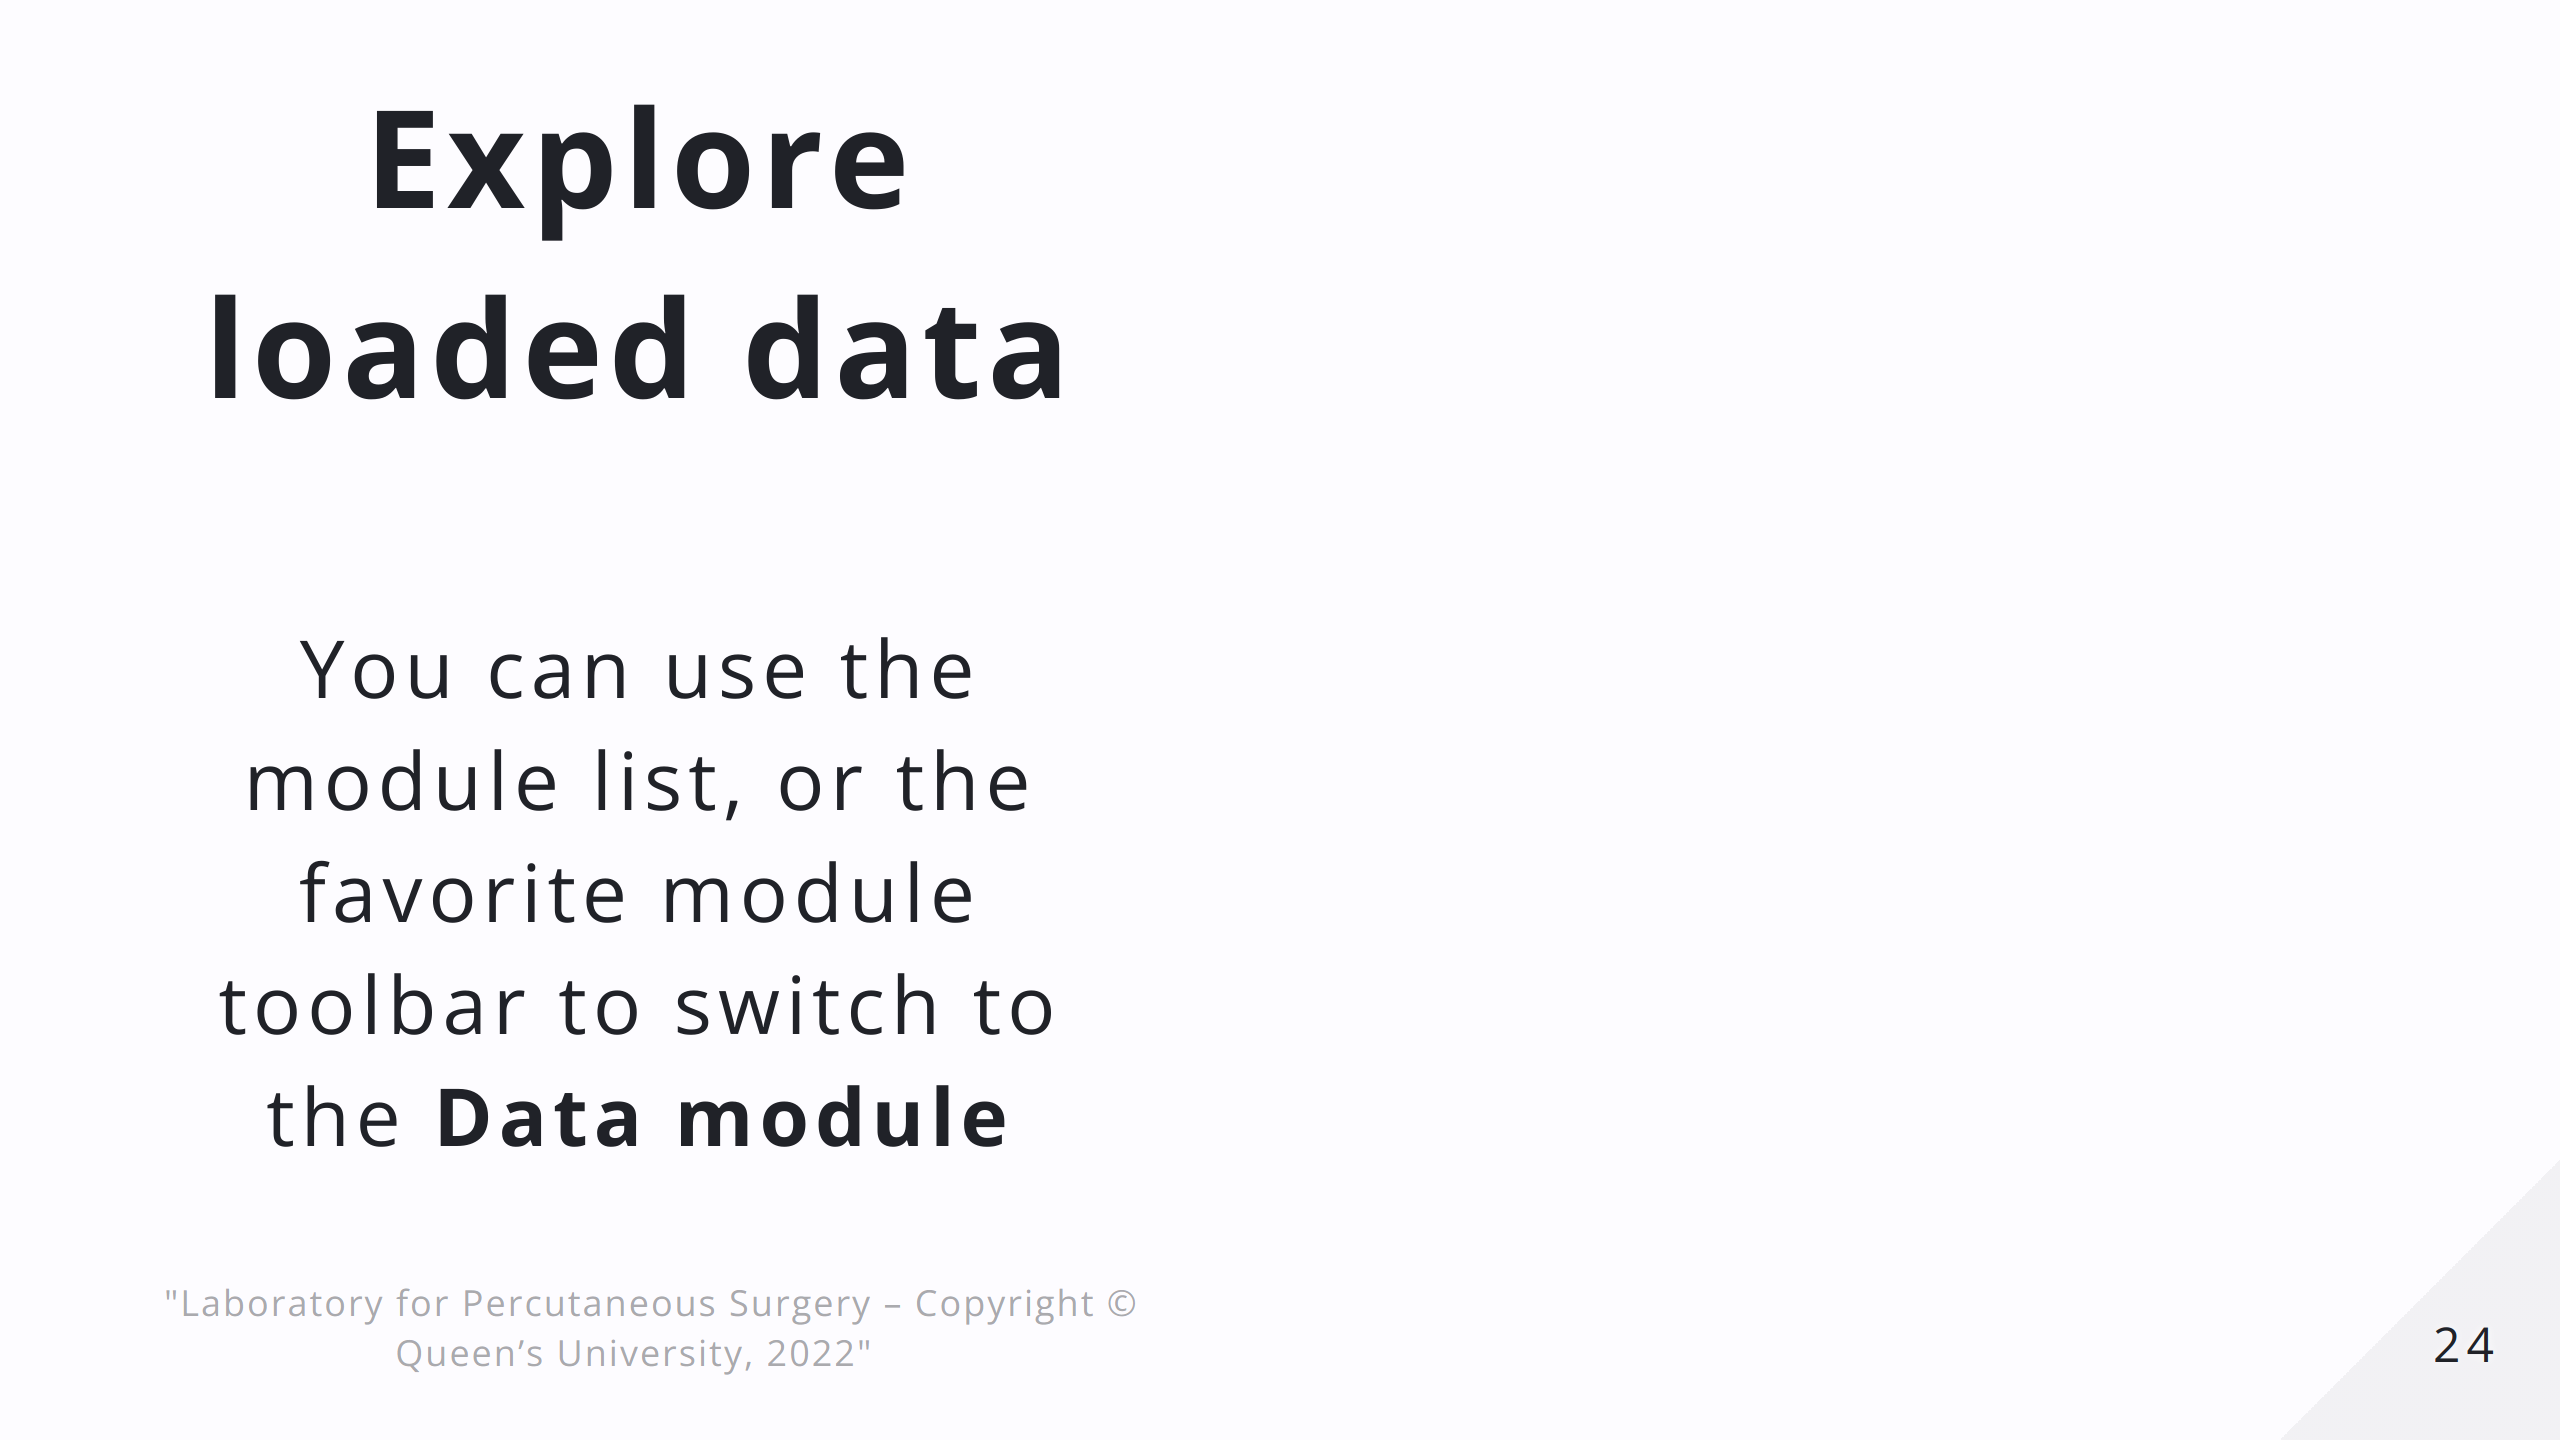 Explore
loaded data
You can use the
module list, or the
favorite module
toolbar to switch to
the Data module
"Laboratory for Percutaneous Surgery – Copyright ©
Queen’s University, 2022"
24